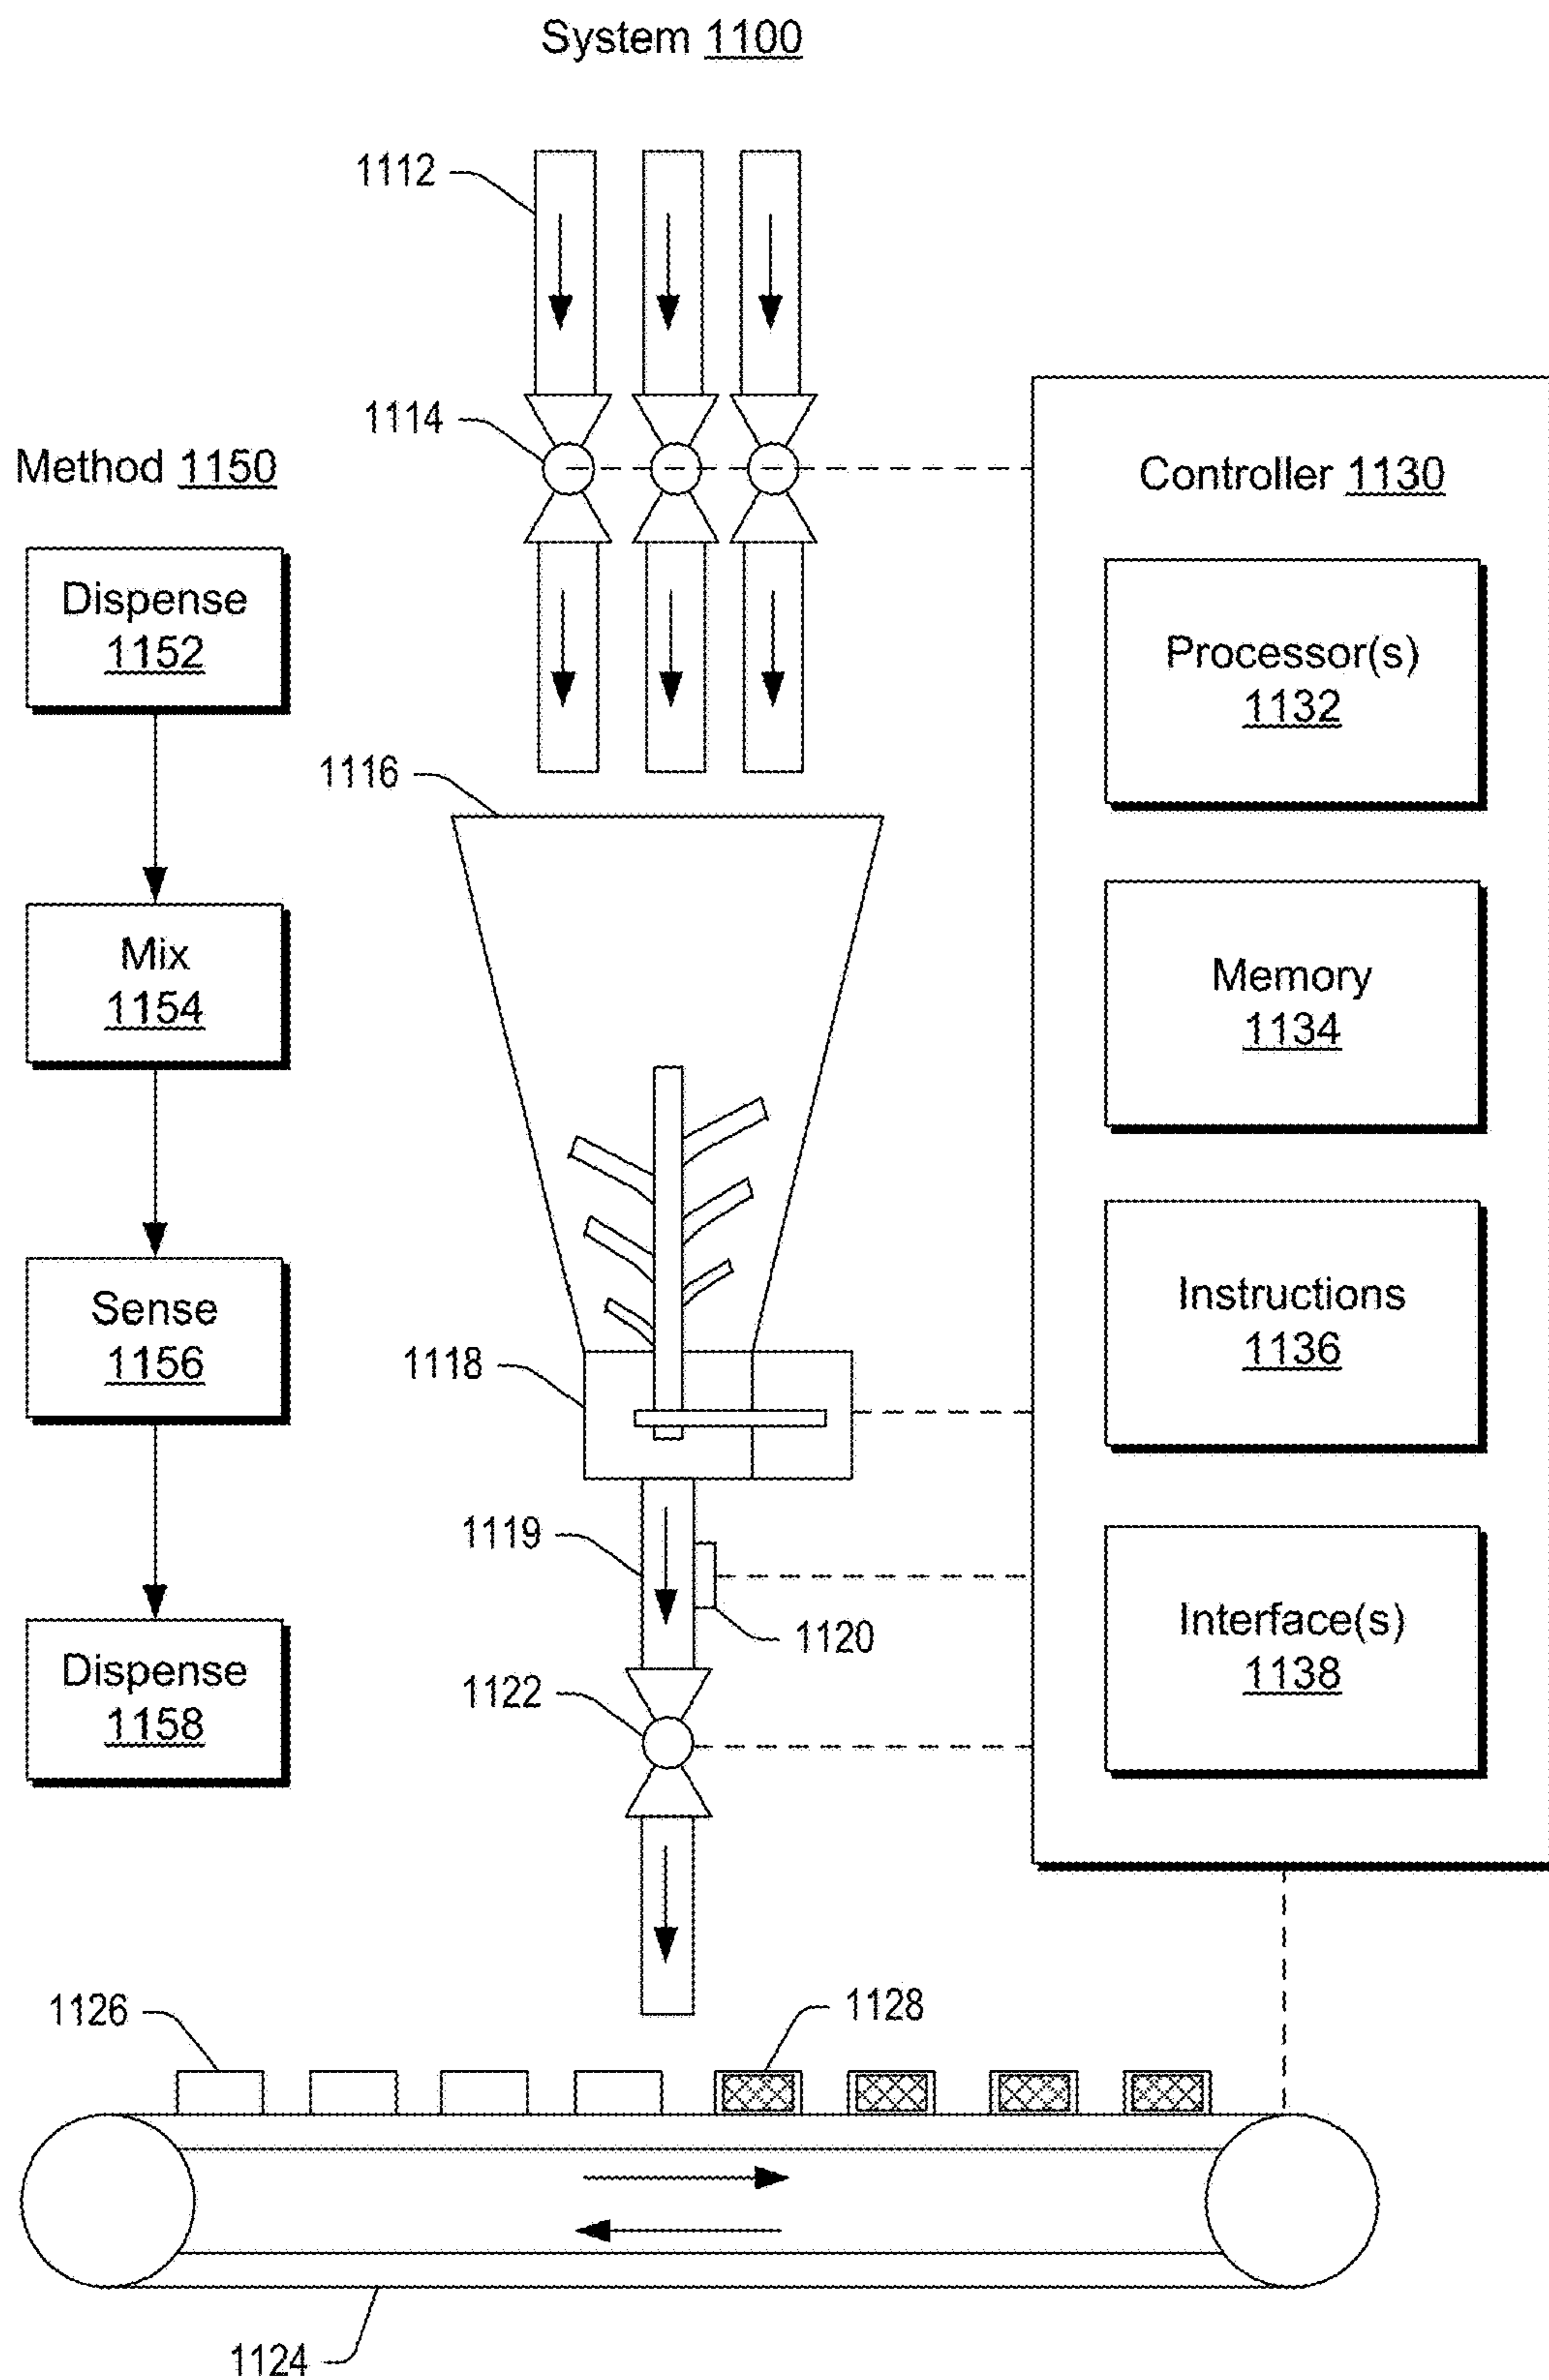 System 1100
1112
1114
Method 1150
Controller 1130
Dispense
1152
Processor(s)
1132
1116
Mix
1154
Memory
1134
Sense
1156
Instructions
1136
1118
1119
1120
Interface(s)
1138
Dispense
1158
1122
1126
1128
1124